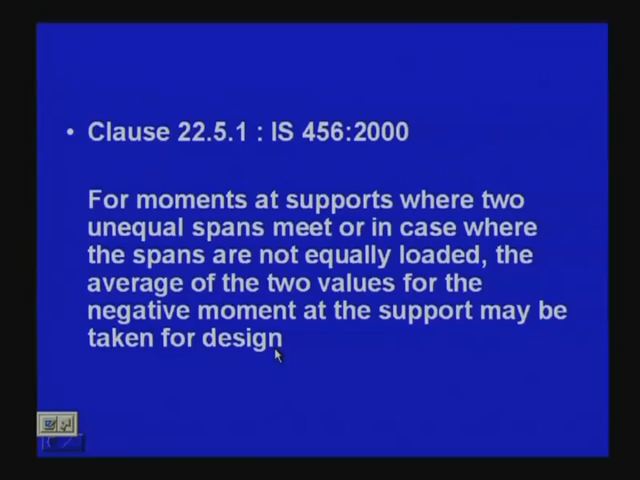 • Clause 22.5.1 : IS 456:2000
For moments at supports where two
unequal spans meet or in case where
the spans are not equally loaded, the
average of the two values for the
negative moment at the support may be
taken for design